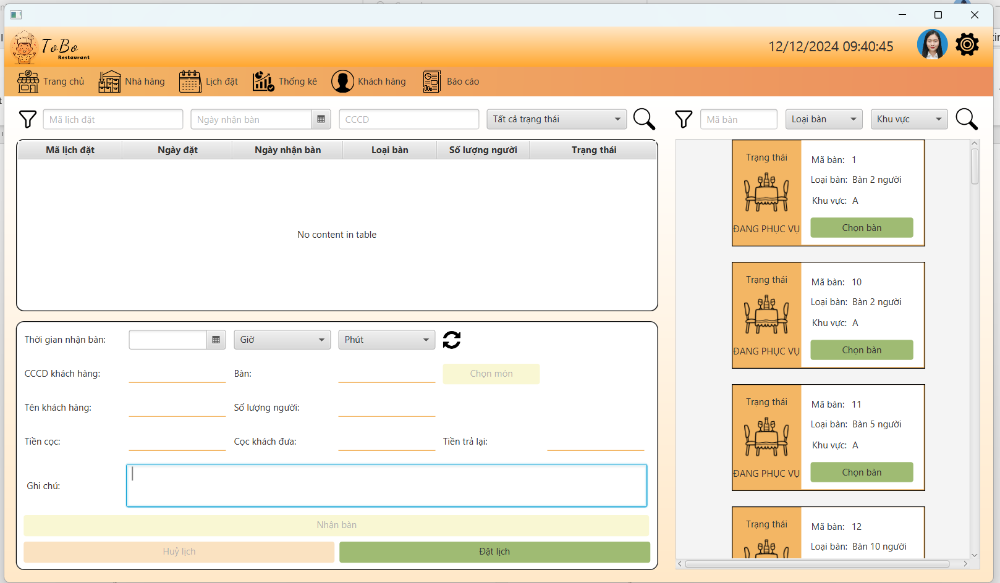 ToBo
Restaurant
12/12/2024 09:40:45
Trang chủ
Nhà hàng
Lịch đặt
Thống kê
Khách hàng
Báo cáo
Mã lịch đặt
Ngày nhận bàn
CCCD
Tất cả trạng thái
Mã bàn
Loại bàn
Khu vực
Mã lịch đặt Ngày đặt Ngày nhận bàn Loại bàn Số lượng người Trạng thái
No content in table
Thời gian nhận bàn:
Giờ
Phút
CCCD khách hàng:
Bàn:
Chọn món
Tên khách hàng:
Số lượng người:
Tiền cọc:
Cọc khách đưa:
Tiền trả lại:
Ghi chú:
Nhận bàn
Huỷ lịch
Đặt lịch
Trạng thái
ĐANG PHỤC VỤ
Mã bàn: 1
Loại bàn: Bàn 2 người
Khu vực: A
Chọn bàn
Trạng thái
ĐANG PHỤC VỤ
Mã bàn: 10
Loại bàn: Bàn 2 người
Khu vực: A
Chọn bàn
Trạng thái
ĐANG PHỤC VỤ
Mã bàn: 11
Loại bàn: Bàn 5 người
Khu vực: A
Chọn bàn
Trạng thái
Mã bàn: 12
Loại bàn: Bàn 10 người